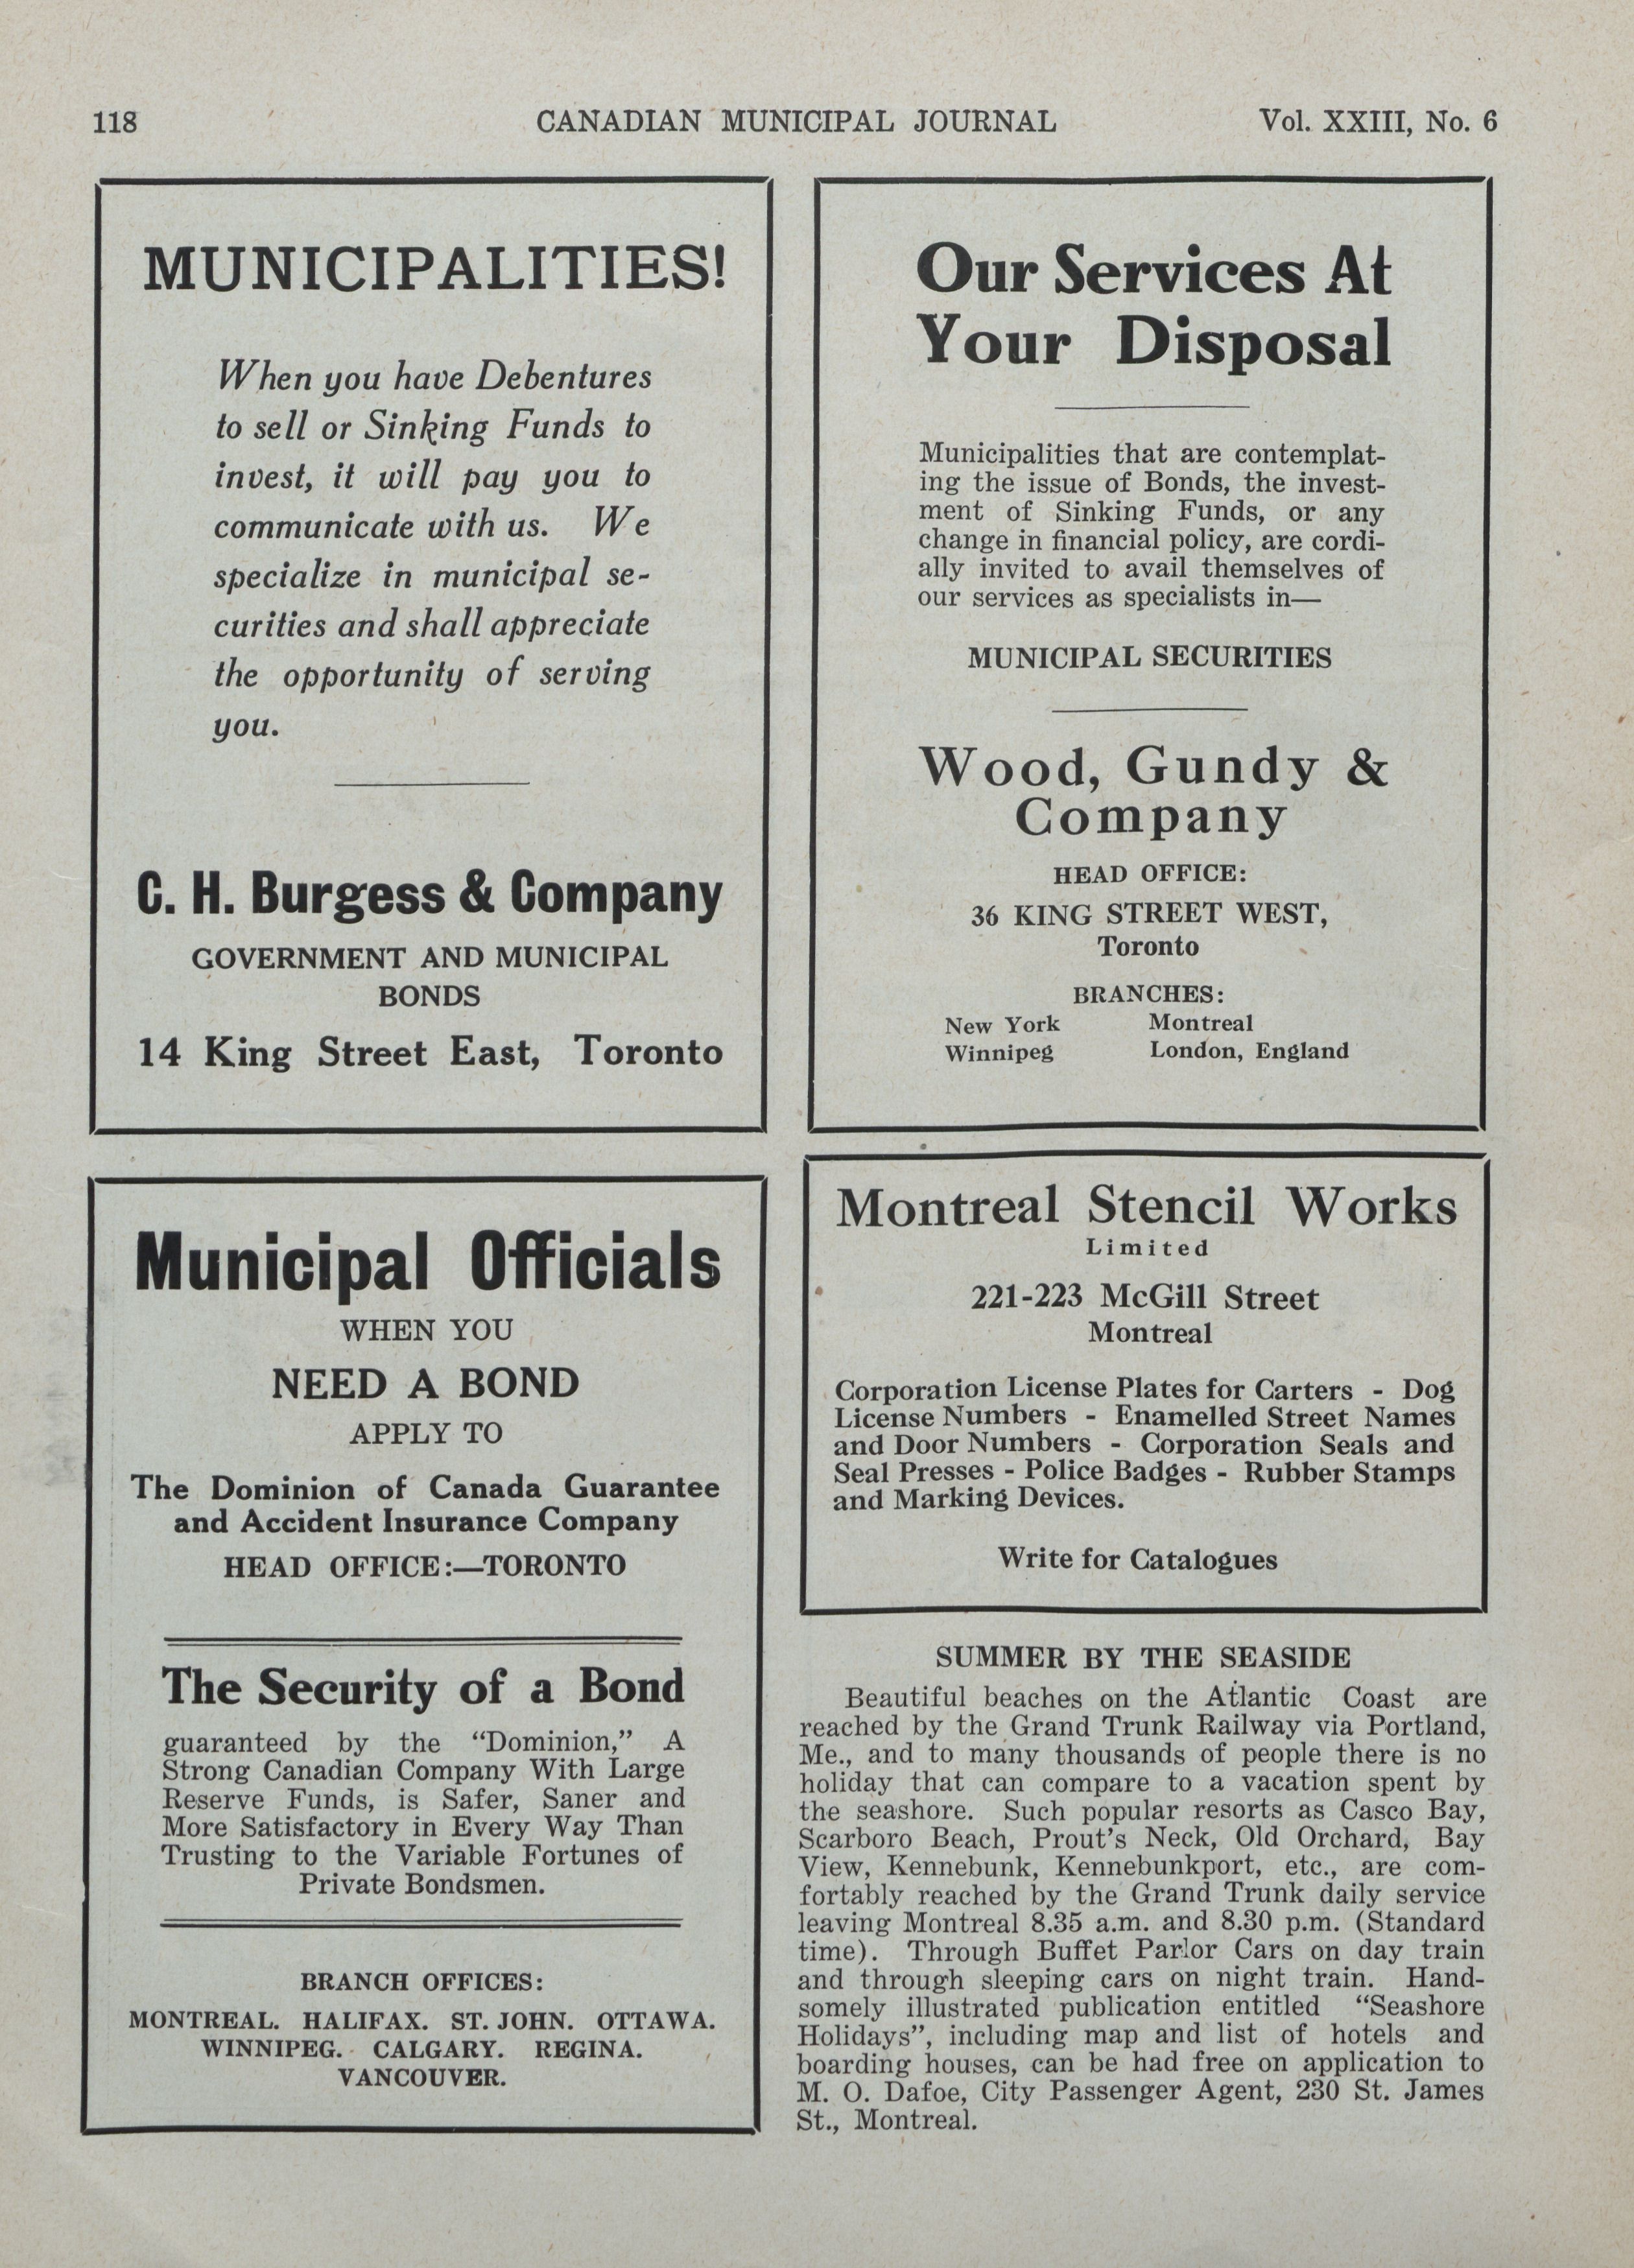 118
CANADIAN MUNICIPAL JOURNAL
Vol. XXIII, No. 6
MUNICIPALITIES!
When you have Debentures
to sell or Sinking Funds to
invest, it will pay you to
communicate with us. We
specialize in municipal se-
curities and shall appreciate
the opportunity of serving
you.
C. H. Burgess & Company
GOVERNMENT AND MUNICIPAL
BONDS
14 King Street East, Toronto
Our Services At
Your Disposal
Municipalities that are contemplat-
ing the issue of Bonds, the invest-
ment of Sinking Funds, or any
change in financial policy, are cordi-
ally invited to avail themselves of
our services as specialists in—
MUNICIPAL SECURITIES
Wood, Gundy &
Company
HEAD OFFICE:
36 KING STREET WEST,
Toronto
BRANCHES:
New York Montreal
Winnipeg London, England
Municipal Officials
WHEN YOU
NEED A BOND
APPLY TO
The Dominion of Canada Guarantee
and Accident Insurance Company
HEAD OFFICE:—TORONTO
The Security of a Bond
guaranteed by the “Dominion,” A
Strong Canadian Company With Large
Reserve Funds, is Safer, Saner and
More Satisfactory in Every Way Than
Trusting to the Variable Fortunes of
Private Bondsmen.
BRANCH OFFICES:
MONTREAL. HALIFAX. ST. JOHN. OTTAWA.
WINNIPEG. CALGARY. REGINA.
VANCOUVER.
Montreal Stencil Works
Limited
221-223 McGill Street
Montreal
Corporation License Plates for Carters - Dog
License Numbers - Enamelled Street Names
and Door Numbers - Corporation Seals and
Seal Presses - Police Badges - Rubber Stamps
and Marking Devices.
Write for Catalogues
SUMMER BY THE SEASIDE
Beautiful beaches on the Atlantic Coast are
reached by the Grand Trunk Railway via Portland,
Me., and to many thousands of people there is no
holiday that can compare to a vacation spent by
the seashore. Such popular resorts as Casco Bay,
Scarboro Beach, Prout's Neck, Old Orchard, Bay
View, Kennebunk, Kennebunkport, etc., are com-
fortably reached by the Grand Trunk daily service
leaving Montreal 8.35 a.m. and 8.30 p.m. (Standard
time). Through Buffet Parlor Cars on day train
and through sleeping cars on night train. Hand-
somely illustrated publication entitled “Seashore
Holidays”, including map and list of hotels and
boarding houses, can be had free on application to
M. O. Dafoe, City Passenger Agent, 230 St. James
St., Montreal.